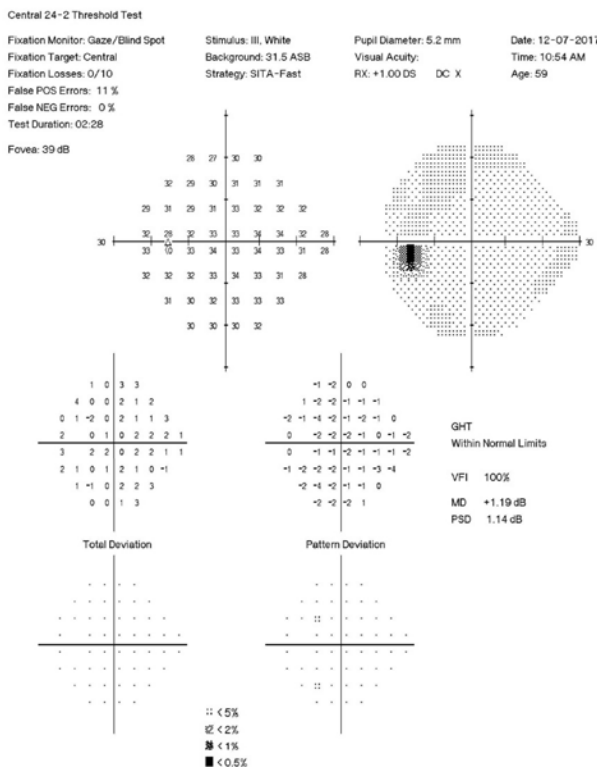 Central 24-2 Threshold Test
Fixation Monitor: Gaze/Blind Spot
Fixation Target: Central
Fixation Losses: 0/10
False POS Errors: 11 %
False NEG Errors: 0 %
Test Duration: 02:28
Fovea: 39 dB
Stimulus: III, White
Background: 31.5 ASB
Strategy: SITA-Fast
Pupil Diameter: 5.2 mm
Visual Acuity:
RX: +1.00 DS DC X
Date: 12-07-2017
Time: 10:54 AM
Age: 59
28 27 30 30
32 29 30 31 31 31
29 31 29 31 33 32 32 32
30 32 28 32 33 33 34 28
33 33 34 33 34 33 31 28
32 32 33 32 33 33 31 28
31 30 32 33 33 33
30 30 30 32
30
1 0 3 3
4 0 0 2 1 2
0 1 -2 0 2 1 1 3
2 0 1 0 2 2 2 1
3 2 2 0 2 1 2 1
2 1 0 1 2 1 0 -1
1 -1 0 2 2 3
0 0 1 3
Total Deviation
-1 -2 0 0
1 -2 -2 -1 -1 -1
-2 -1 -4 -2 -1 -2 -1 0
0 -2 -1 -2 -1 0 -1 -2
0 -1 -1 -2 -1 -1 -1 -2
-1 -2 -2 -2 -1 -1 -3 -4
-2 -4 -2 -1 -1 0
-2 -2 -2 1
Pattern Deviation
GHT
Within Normal Limits
VFI 100%
MD +1.19 dB
PSD 1.14 dB
< 5%
< 2%
< 1%
< 0.5%